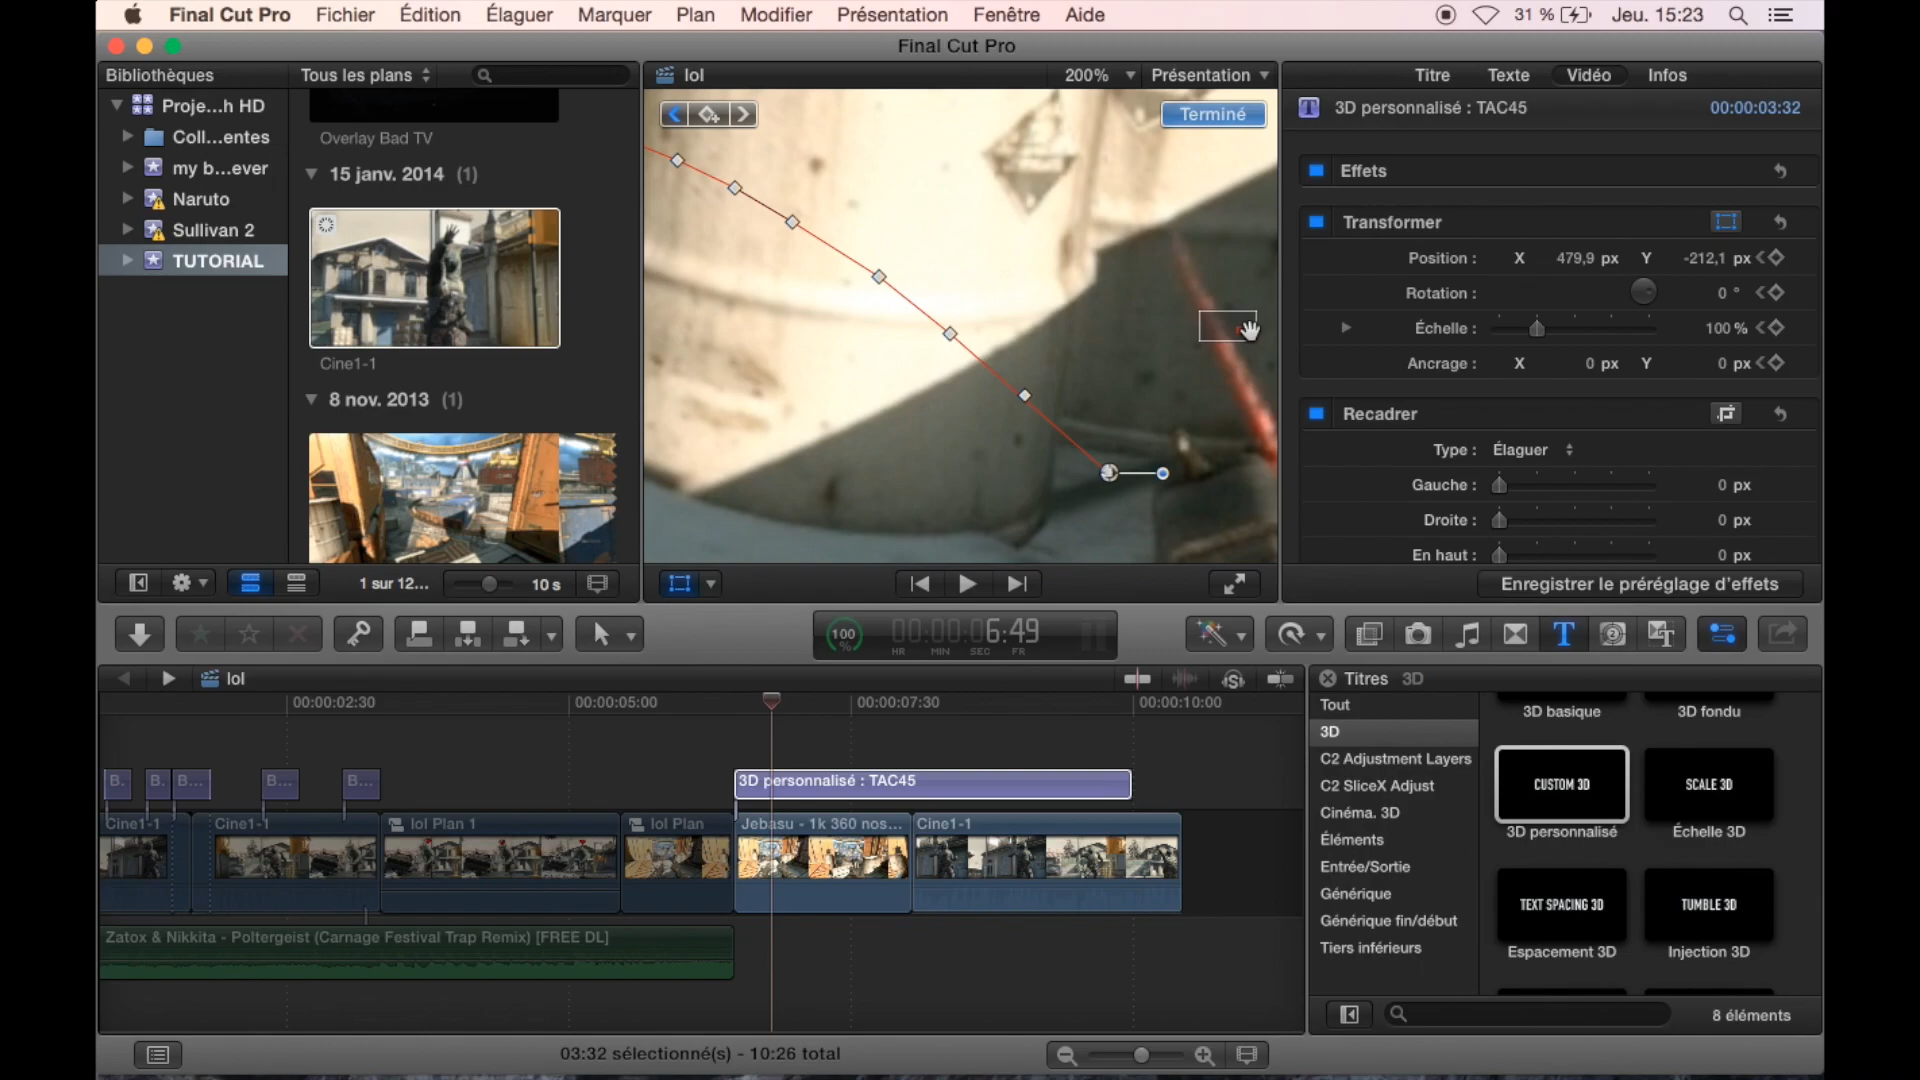 Final Cut Pro Fichier Édition Élaguer Marquer Plan Modifier Présentation Fenêtre Aide 31 % Jeu. 15:23
Final Cut Pro
Bibliothèques Tous les plans
Proje...h HD
Coll...entes
my b...ever
Naruto
Sullivan 2
TUTORIAL
Overlay Bad TV
15 janv. 2014 (1)
Cine1-1
8 nov. 2013 (1)
1 sur 12... 10 s
lol 200% Présentation
Terminé
Titre Texte Vidéo Infos
3D personnalisé : TAC45 00:00:03:32
Effets
Transformer
Position : X 479,9 px Y -212,1 px
Rotation : 0 °
Échelle : 100 %
Ancrage : X 0 px Y 0 px
Recadrer
Type : Élaguer
Gauche : 0 px
Droite : 0 px
En haut : 0 px
Enregistrer le préréglage d'effets
100 % 00:00:06:49
HR MIN SEC FR
lol
00:00:02:30 00:00:05:00 00:00:07:30 00:00:10:00
B. B. B... B... B... 3D personnalisé : TAC45
Cine1-1 Cine1-1 lol Plan 1 lol Plan Jebasu - 1k 360 nos... Cine1-1
Zatox & Nikkita - Poltergeist (Carnage Festival Trap Remix) [FREE DL]
03:32 sélectionné(s) - 10:26 total
Titres 3D
Tout
3D
C2 Adjustment Layers
C2 SliceX Adjust
Cinéma. 3D
Éléments
Entrée/Sortie
Générique
Générique fin/début
Tiers inférieurs
3D basique 3D fondu
CUSTOM 3D SCALE 3D
3D personnalisé Échelle 3D
TEXT SPACING 3D TUMBLE 3D
Espacement 3D Injection 3D
8 éléments